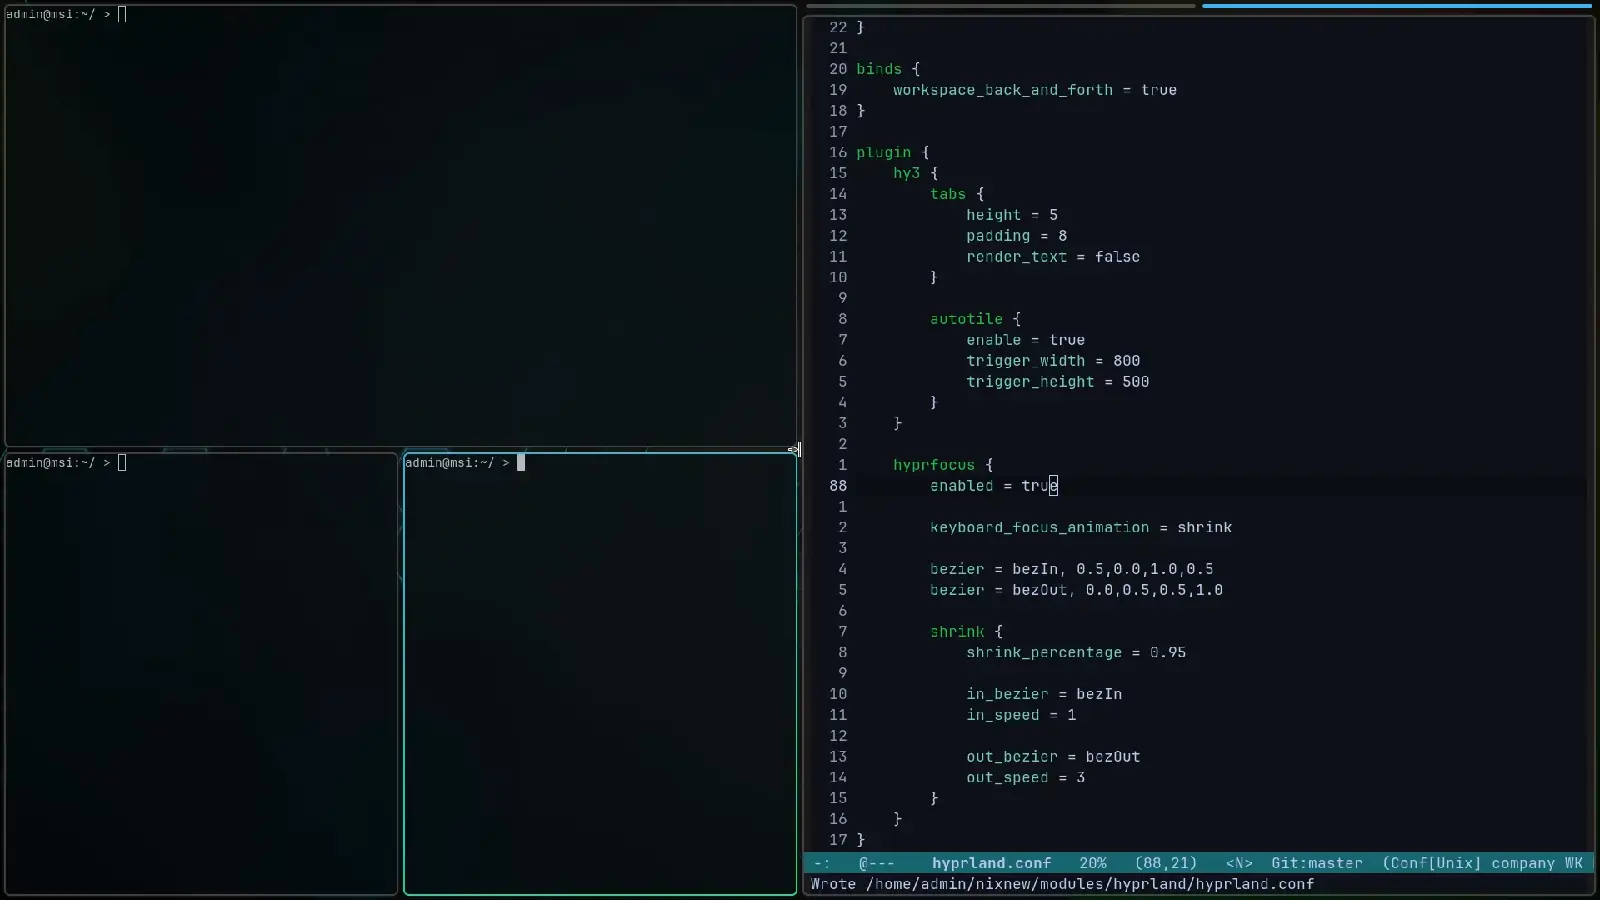 admin@msi:~/ >
admin@msi:~/ >
admin@msi:~/ >
22 }
21
20 binds {
19     workspace_back_and_forth = true
18 }
17
16 plugin {
15     hy3 {
14         tabs {
13             height = 5
12             padding = 8
11             render_text = false
10         }
9
8         autotile {
7             enable = true
6             trigger_width = 800
5             trigger_height = 500
4         }
3     }
2
1     hyprfocus {
88         enabled = true
1
2         keyboard_focus_animation = shrink
3
4         bezier = bezIn, 0.5,0.0,1.0,0.5
5         bezier = bezOut, 0.0,0.5,0.5,1.0
6
7         shrink {
8             shrink_percentage = 0.95
9
10             in_bezier = bezIn
11             in_speed = 1
12
13             out_bezier = bezOut
14             out_speed = 3
15         }
16     }
17 }
-:   @---    hyprland.conf   20%   (88,21)   <N>  Git:master  (Conf[Unix] company WK
Wrote /home/admin/nixnew/modules/hyprland/hyprland.conf